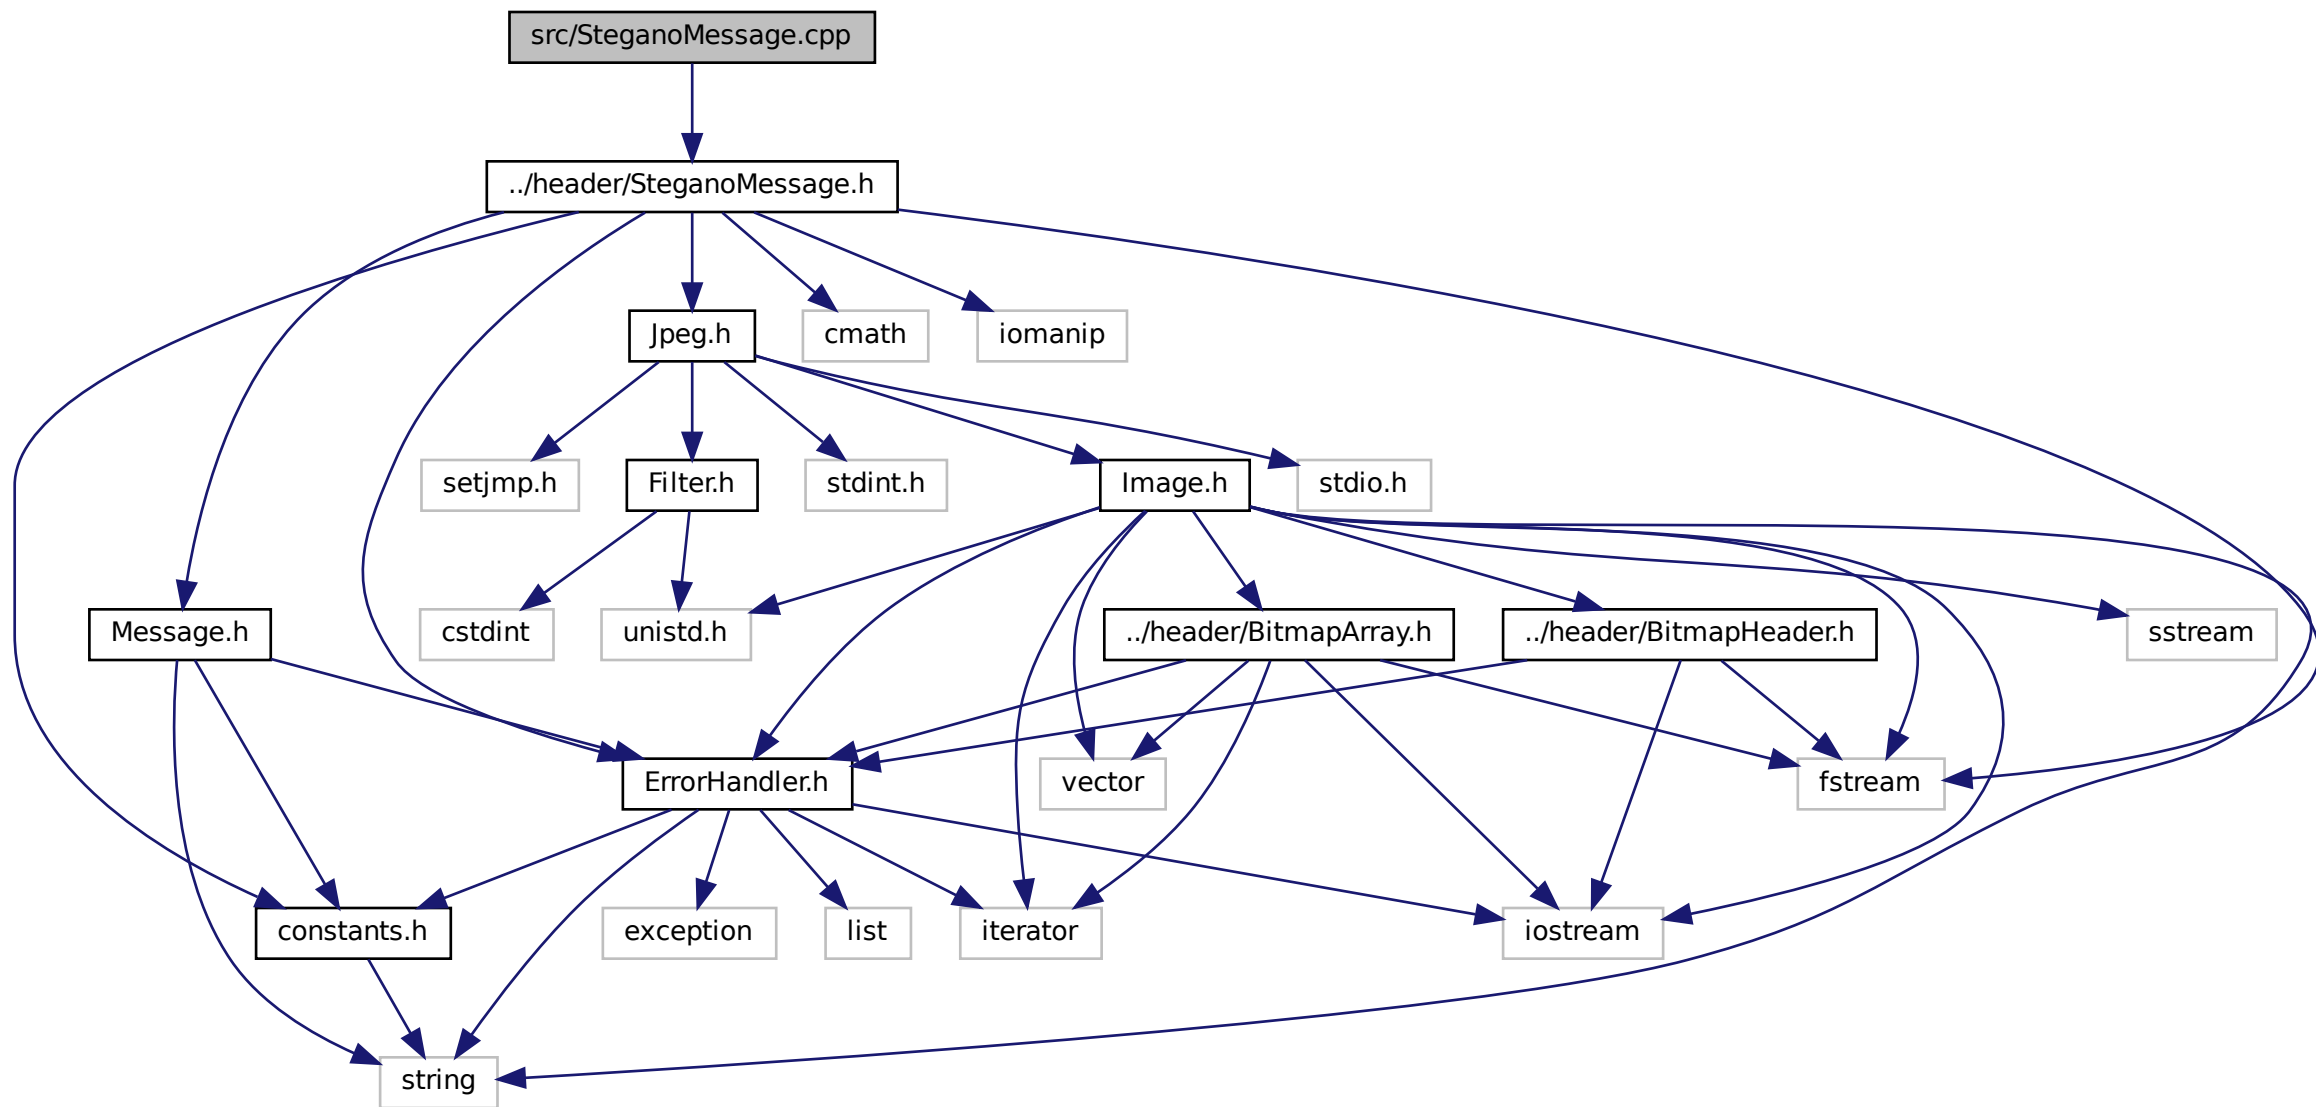 src/SteganoMessage.cpp
../header/SteganoMessage.h
Jpeg.h
cmath
iomanip
setjmp.h
Filter.h
stdint.h
Image.h
stdio.h
Message.h
cstdint
unistd.h
../header/BitmapArray.h
../header/BitmapHeader.h
sstream
ErrorHandler.h
vector
fstream
constants.h
exception
list
iterator
iostream
string